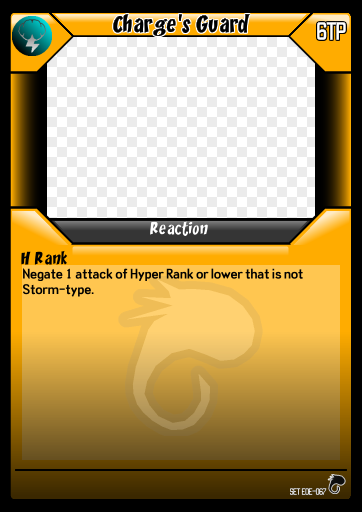 Charge's Guard
6TP
Reaction
H Rank
Negate 1 attack of Hyper Rank or lower that is not
Storm-type.
SET EOE-067